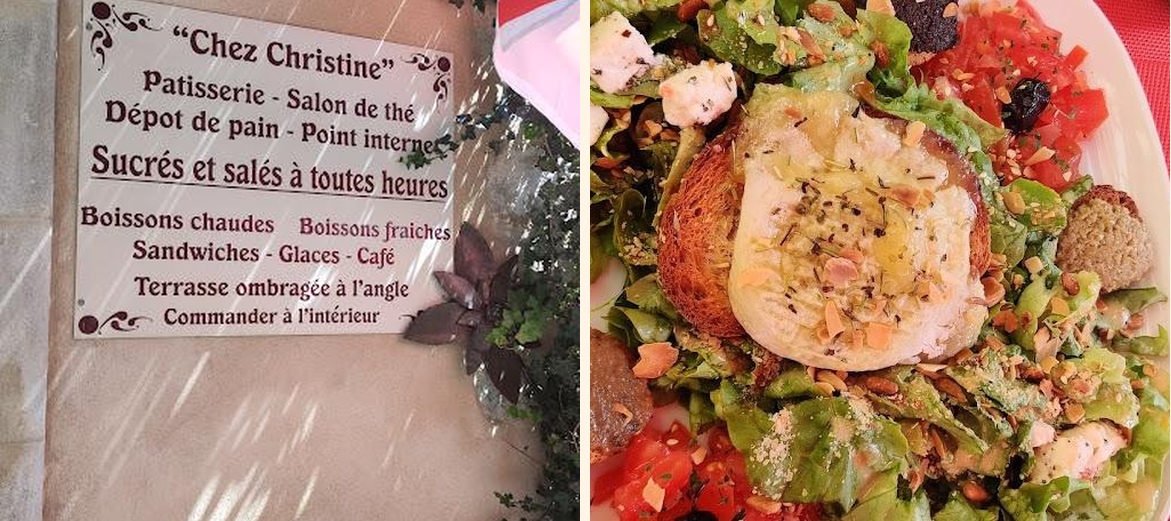 “Chez Christine”
Patisserie - Salon de thé
Dépot de pain - Point internet
Sucrés et salés à toutes heures
Boissons chaudes Boissons fraiches
Sandwiches - Glaces - Café
Terrasse ombragée à l'angle
Commander à l'intérieur